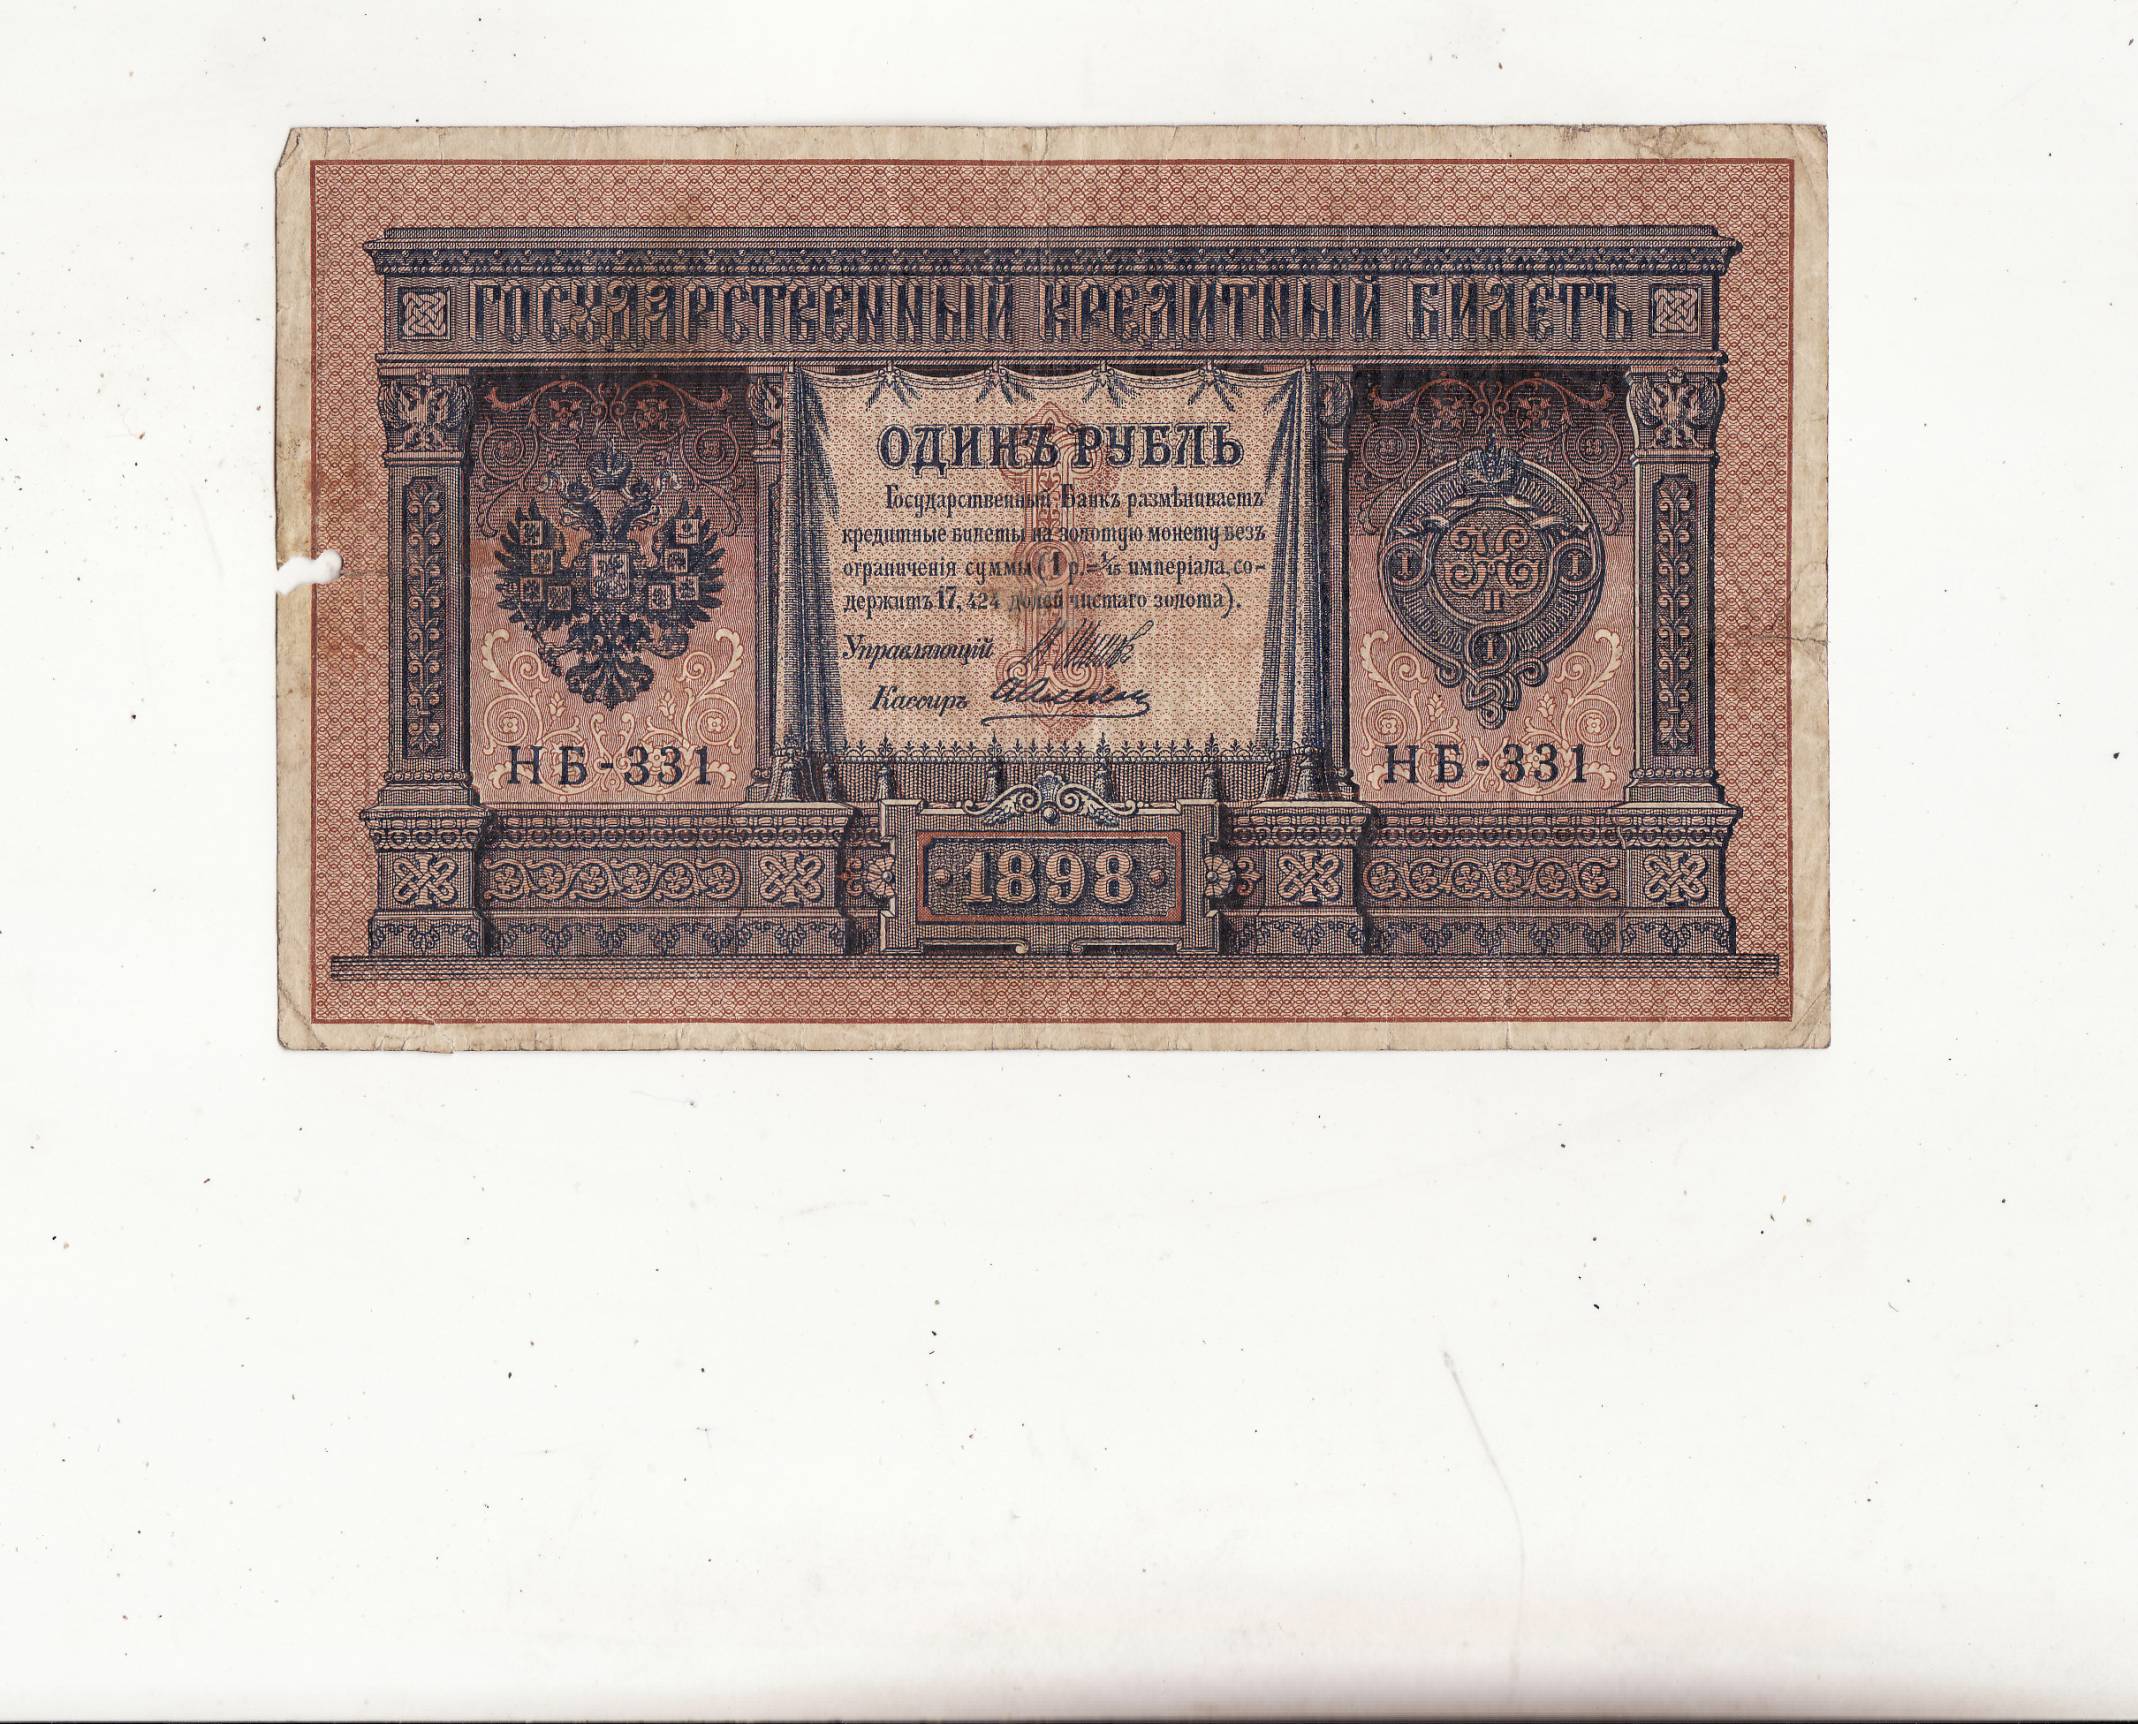 ГОСУДАРСТВЕННЫЙ КРЕДИТНЫЙ БИЛЕТЪ
ОДИНЪ РУБЛЬ
Государственный Банкъ размѣниваетъ
кредитные билеты на золотую монету безъ
ограниченія суммы (1 р.=1/15 имперіала, со-
держитъ 17,424 долей чистаго золота).
Управляющій
Кассиръ
НБ-331
НБ-331
1898